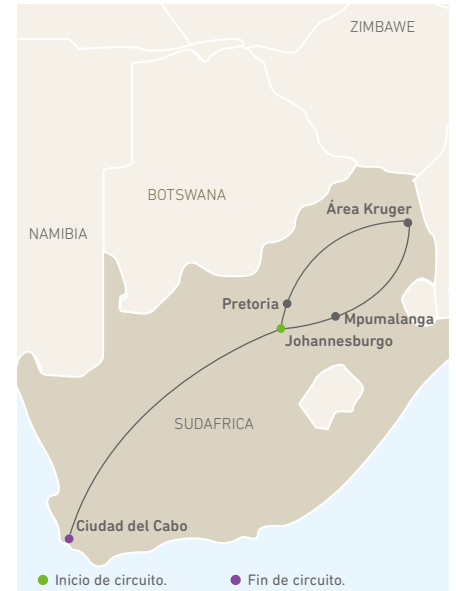 ZIMBAWE
BOTSWANA
Área Kruger
NAMIBIA
Pretoria
Mpumalanga
Johannesburgo
SUDAFRICA
Ciudad del Cabo
Inicio de circuito.
Fin de circuito.